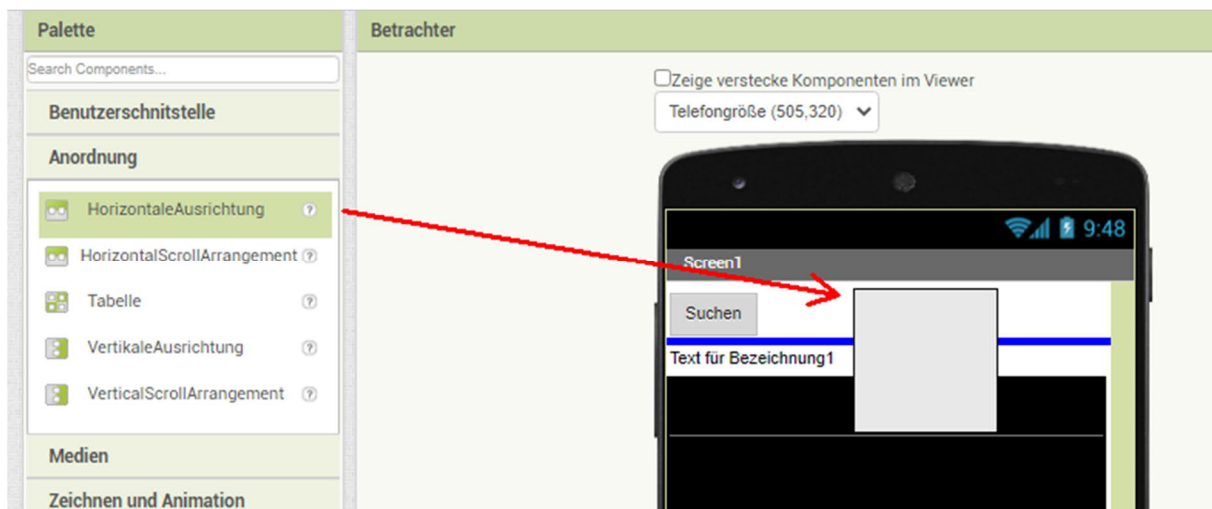 Palette
Search Components...
Benutzerschnitstelle
Anordnung
HorizontaleAusrichtung
HorizontalScrollArrangement
Tabelle
VertikaleAusrichtung
VerticalScrollArrangement
Medien
Zeichnen und Animation
Betrachter
Zeige verstecke Komponenten im Viewer
Telefongröße (505,320)
9:48
Screen1
Suchen
Text für Bezeichnung1